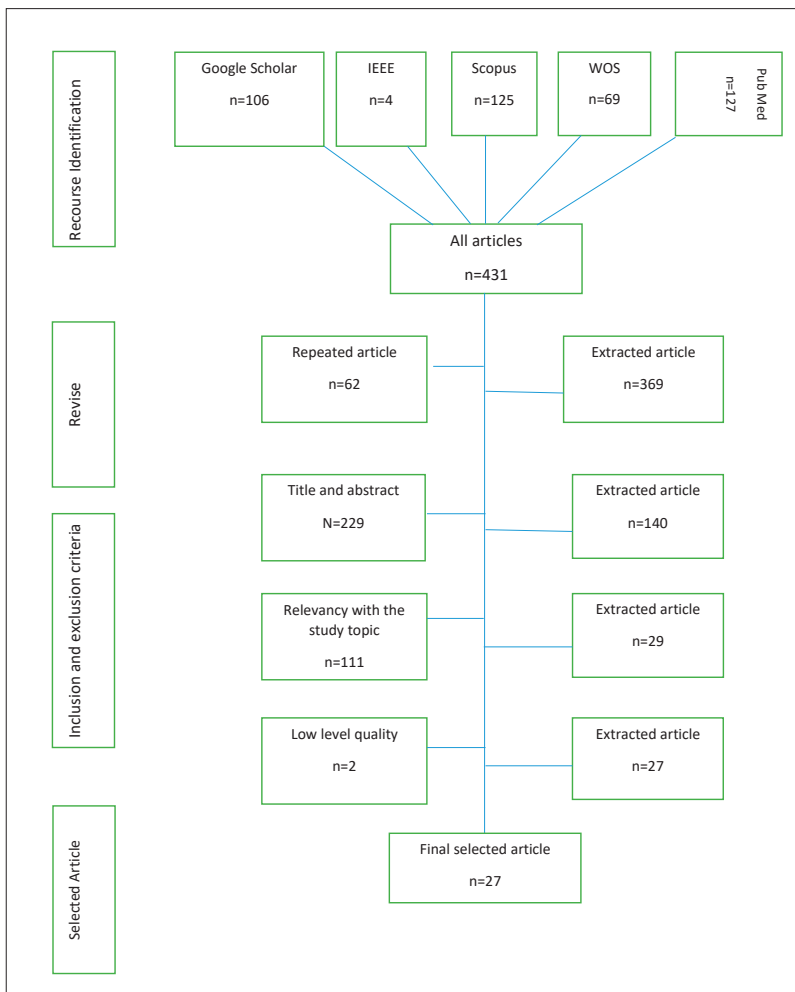 Recourse Identification
Google Scholar
n=106
IEEE
n=4
Scopus
n=125
WOS
n=69
Pub Med
n=127
All articles
n=431
Revise
Repeated article
n=62
Extracted article
n=369
Inclusion and exclusion criteria
Title and abstract
N=229
Extracted article
n=140
Relevancy with the
study topic
n=111
Extracted article
n=29
Low level quality
n=2
Extracted article
n=27
Selected Article
Final selected article
n=27